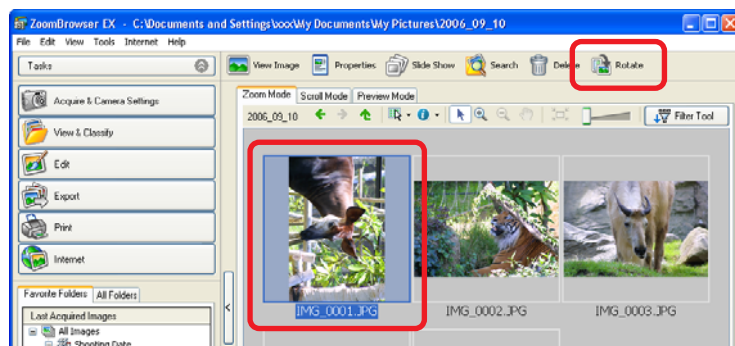 ZoomBrowser EX - C:\Documents and Settings\xxx\My Documents\My Pictures\2006_09_10
File Edit View Tools Internet Help
Tasks
View Image Properties Slide Show Search Delete Rotate
Acquire & Camera Settings
View & Classify
Edit
Export
Print
Internet
Favorite Folders All Folders
Last Acquired Images
All Images
Shooting Date
Zoom Mode Scroll Mode Preview Mode
2006_09_10 Filter Tool
IMG_0001.JPG IMG_0002.JPG IMG_0003.JPG